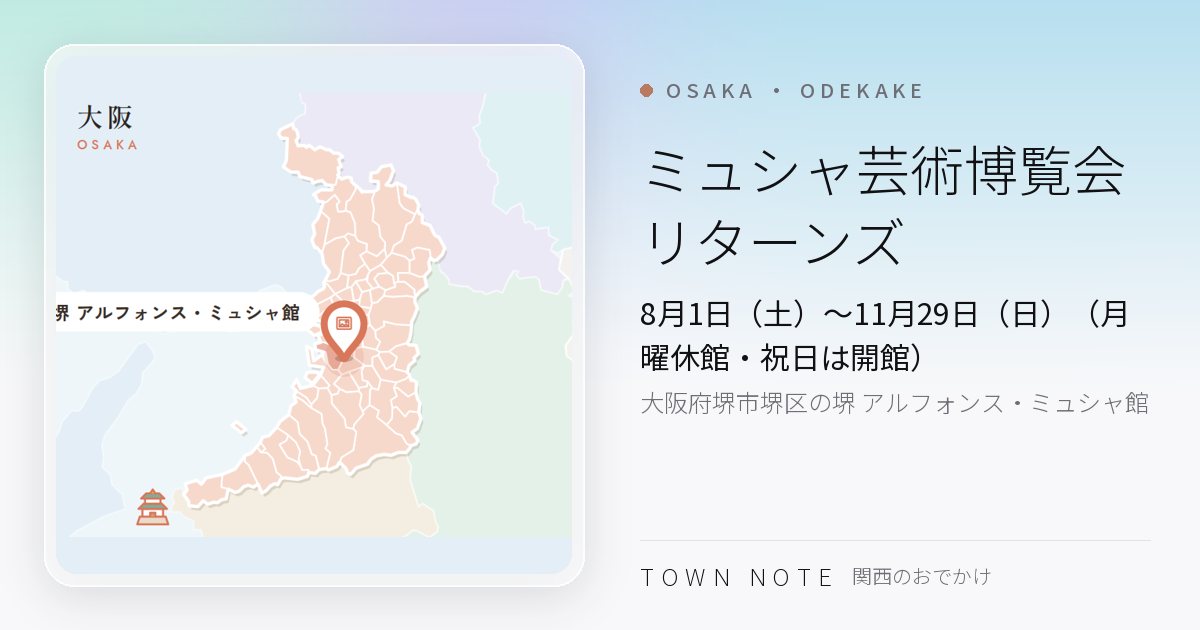 大阪
OSAKA
堺 アルフォンス・ミュシャ館
OSAKA ・ ODEKAKE
ミュシャ芸術博覧会
リターンズ
8月1日（土）〜11月29日（日）（月
曜休館・祝日は開館）
大阪府堺市堺区の堺 アルフォンス・ミュシャ館
TOWN NOTE 関西のおでかけ